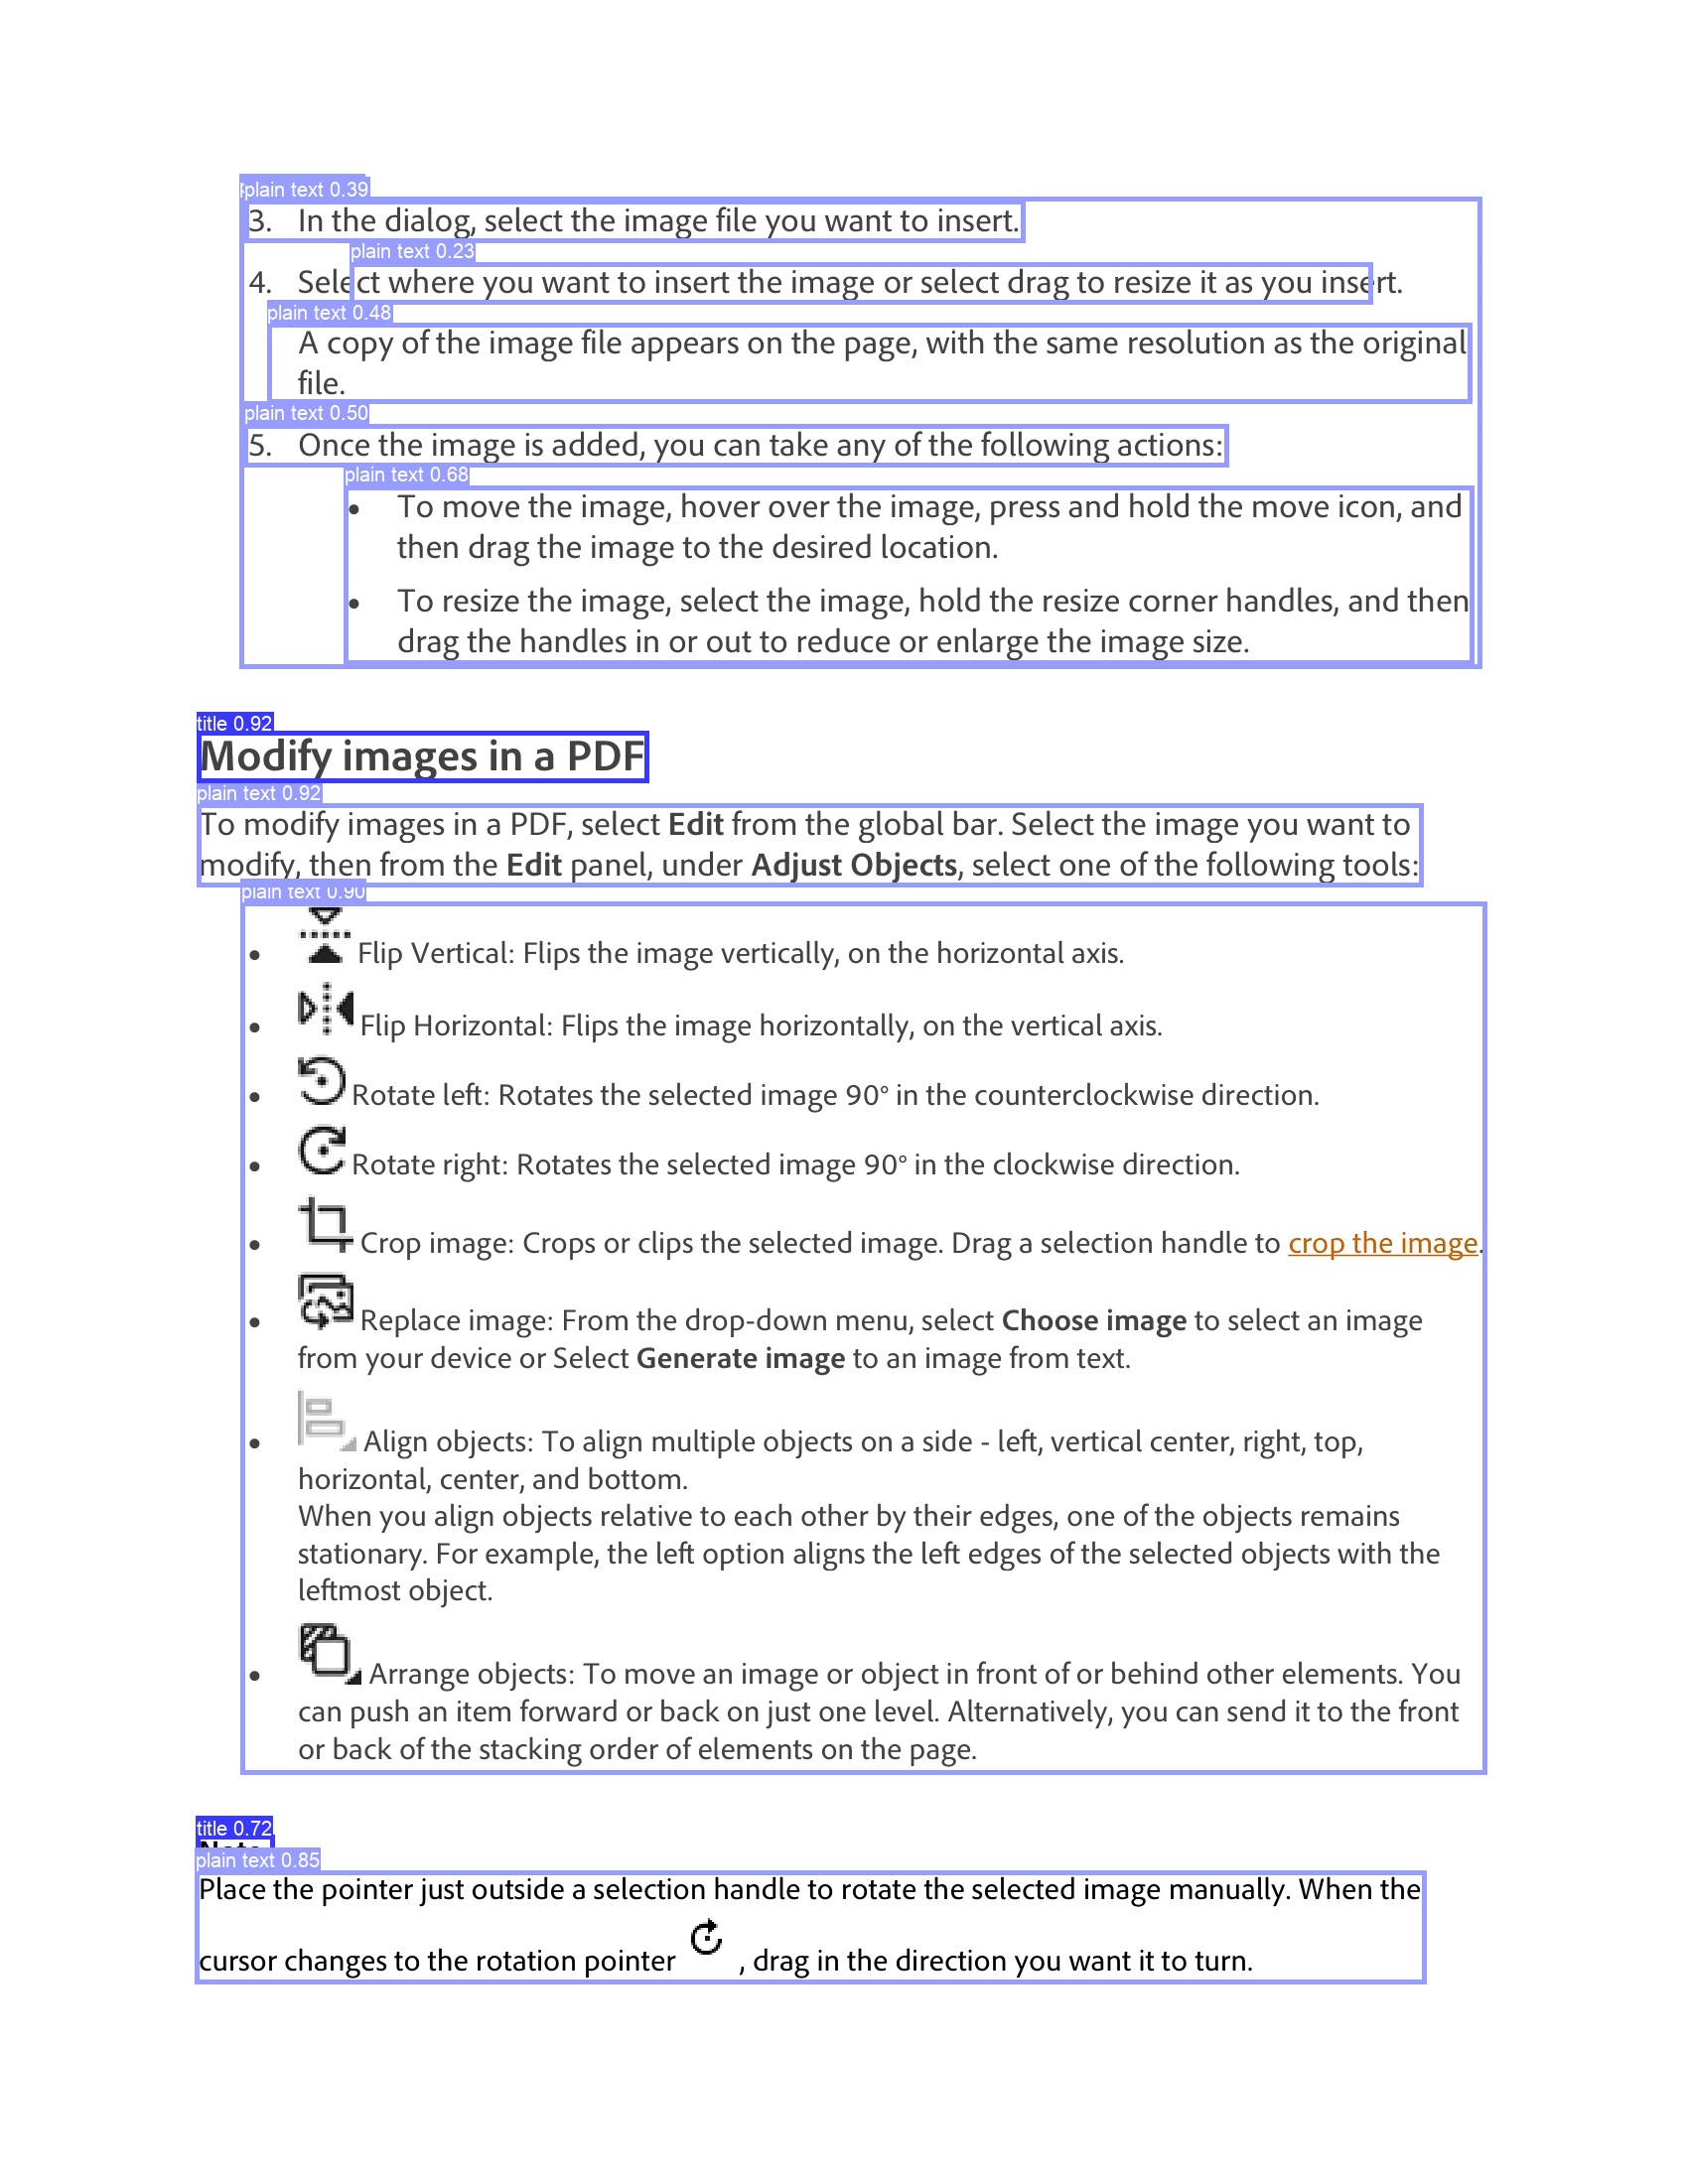 plain text 0.39
3. In the dialog, select the image file you want to insert.
plain text 0.23
4. Select where you want to insert the image or select drag to resize it as you insert.
plain text 0.48
A copy of the image file appears on the page, with the same resolution as the original
file.
plain text 0.50
5. Once the image is added, you can take any of the following actions:
plain text 0.68
• To move the image, hover over the image, press and hold the move icon, and
then drag the image to the desired location.
• To resize the image, select the image, hold the resize corner handles, and then
drag the handles in or out to reduce or enlarge the image size.
title 0.92
Modify images in a PDF
plain text 0.92
To modify images in a PDF, select Edit from the global bar. Select the image you want to
modify, then from the Edit panel, under Adjust Objects, select one of the following tools:
plain text 0.90
• Flip Vertical: Flips the image vertically, on the horizontal axis.
• Flip Horizontal: Flips the image horizontally, on the vertical axis.
• Rotate left: Rotates the selected image 90° in the counterclockwise direction.
• Rotate right: Rotates the selected image 90° in the clockwise direction.
• Crop image: Crops or clips the selected image. Drag a selection handle to crop the image.
• Replace image: From the drop-down menu, select Choose image to select an image
from your device or Select Generate image to an image from text.
• Align objects: To align multiple objects on a side - left, vertical center, right, top,
horizontal, center, and bottom.
When you align objects relative to each other by their edges, one of the objects remains
stationary. For example, the left option aligns the left edges of the selected objects with the
leftmost object.
• Arrange objects: To move an image or object in front of or behind other elements. You
can push an item forward or back on just one level. Alternatively, you can send it to the front
or back of the stacking order of elements on the page.
title 0.72
plain text 0.85
Place the pointer just outside a selection handle to rotate the selected image manually. When the
cursor changes to the rotation pointer , drag in the direction you want it to turn.